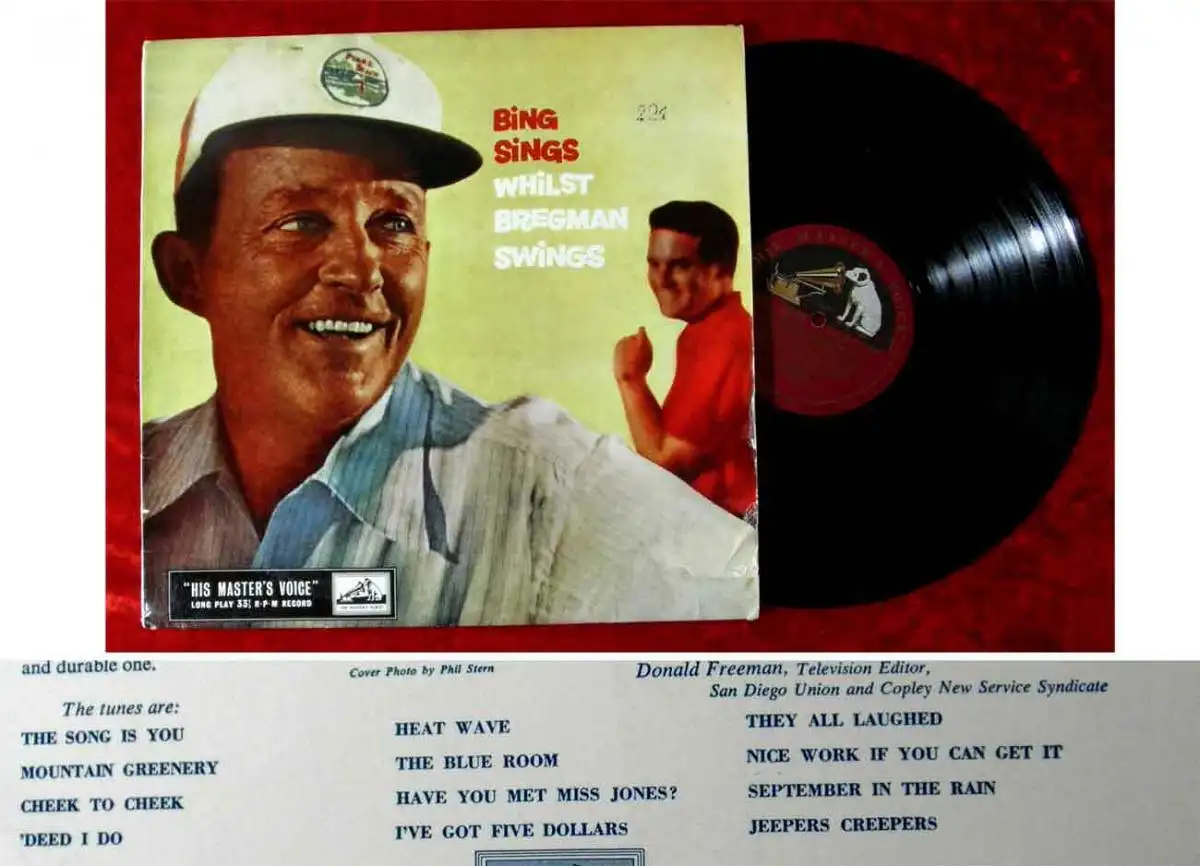 BiNG
SiNGS
WHiLST
BREGMAN
SWiNGS
"HIS MASTER'S VOICE"
LONG PLAY 33⅓ R·P·M RECORD
and durable one.
Cover Photo by Phil Stern
Donald Freeman, Television Editor,
San Diego Union and Copley New Service Syndicate
The tunes are:
THE SONG IS YOU
MOUNTAIN GREENERY
CHEEK TO CHEEK
'DEED I DO
HEAT WAVE
THE BLUE ROOM
HAVE YOU MET MISS JONES?
I'VE GOT FIVE DOLLARS
THEY ALL LAUGHED
NICE WORK IF YOU CAN GET IT
SEPTEMBER IN THE RAIN
JEEPERS CREEPERS